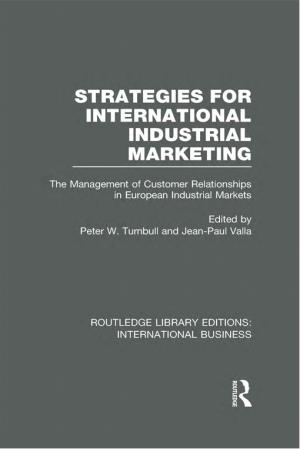 STRATEGIES FOR
INTERNATIONAL
INDUSTRIAL
MARKETING
The Management of Customer Relationships
in European Industrial Markets
Edited by
Peter W. Turnbull and Jean-Paul Valla
ROUTLEDGE LIBRARY EDITIONS:
INTERNATIONAL BUSINESS
ROUTLEDGE